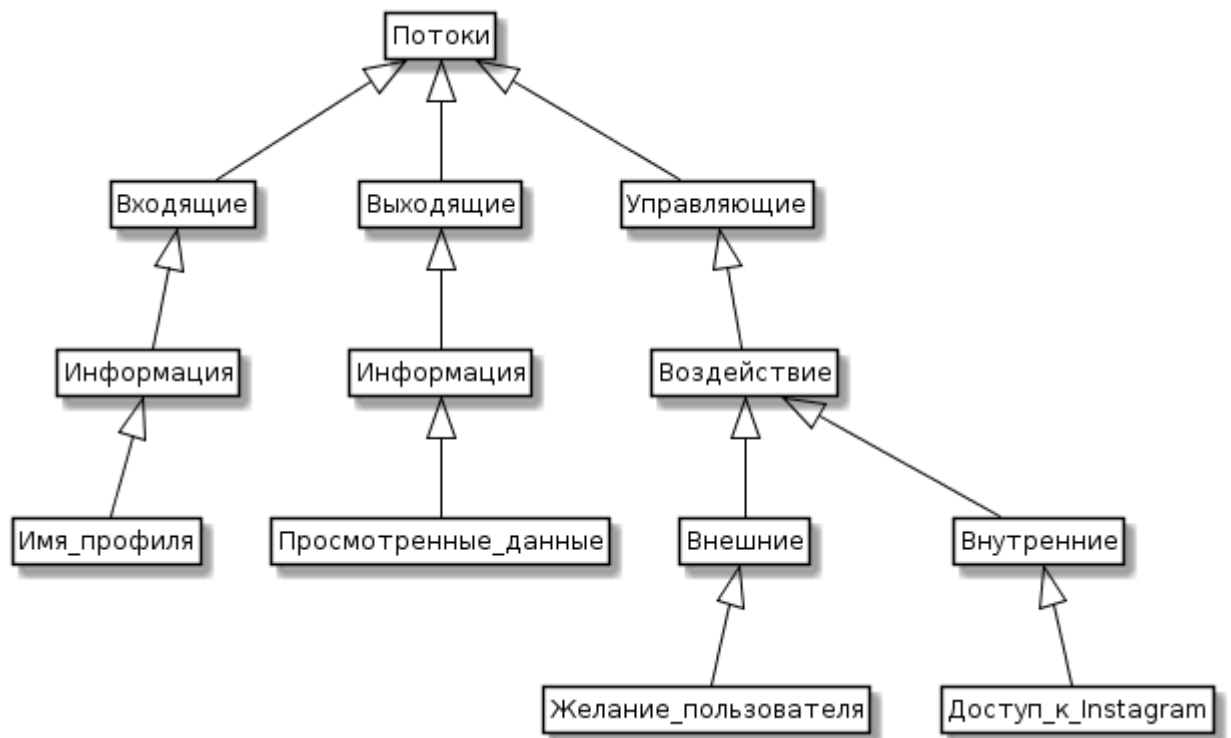 Потоки
Входящие
Выходящие
Управляющие
Информация
Информация
Воздействие
Имя_профиля
Просмотренные_данные
Внешние
Внутренние
Желание_пользователя
Доступ_к_Instagram